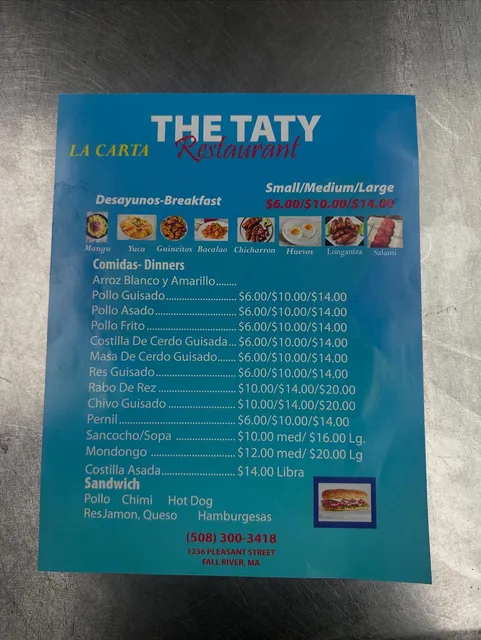 THE TATY
LA CARTA
Restaurant
Small/Medium/Large
Desayunos-Breakfast
$6.00/$10.00/$14.00
Mangu Yuca Guineitos Bacalao Chicharron Huevos Longaniza Salami
Comidas- Dinners
Arroz Blanco y Amarillo.......
Pollo Guisado........................$6.00/$10.00/$14.00
Pollo Asado............................$6.00/$10.00/$14.00
Pollo Frito ..............................$6.00/$10.00/$14.00
Costilla De Cerdo Guisada...$6.00/$10.00/$14.00
Masa De Cerdo Guisado......$6.00/$10.00/$14.00
Res Guisado...........................$6.00/$10.00/$14.00
Rabo De Rez ..........................$10.00/$14.00/$20.00
Chivo Guisado .......................$10.00/$14.00/$20.00
Pernil.......................................$6.00/$10.00/$14.00
Sancocho/Sopa ....................$10.00 med/ $16.00 Lg.
Mondongo .............................$12.00 med/ $20.00 Lg
Costilla Asada.........................$14.00 Libra
Sandwich
Pollo Chimi Hot Dog
ResJamon, Queso Hamburgesas
(508) 300-3418
1236 PLEASANT STREET
FALL RIVER, MA